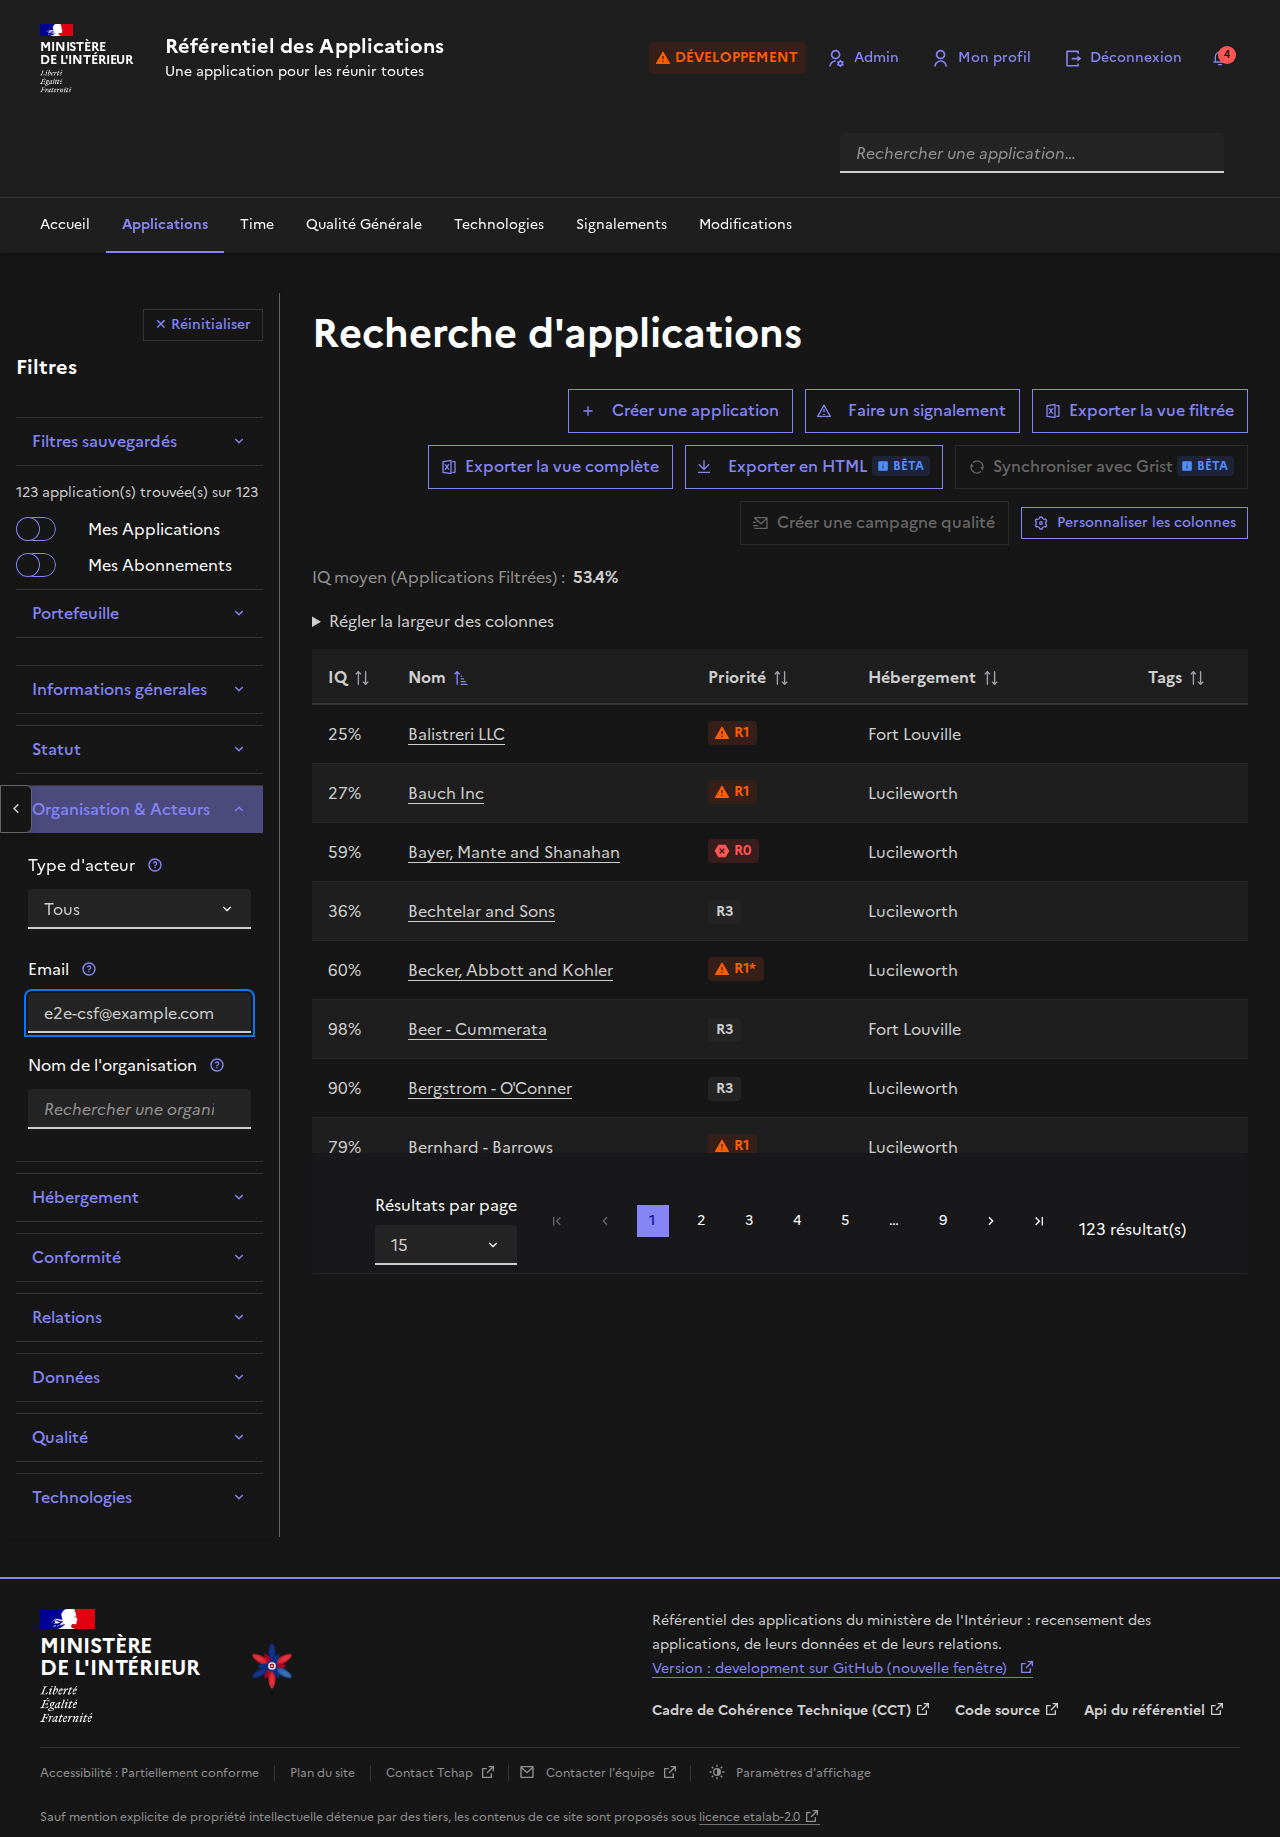 MINISTÈRE
DE L'INTÉRIEUR
Liberté
Égalité
Fraternité
Référentiel des Applications
Une application pour les réunir toutes
DÉVELOPPEMENT
Admin
Mon profil
Déconnexion
4
Rechercher une application…
Accueil
Applications
Time
Qualité Générale
Technologies
Signalements
Modifications
✕ Réinitialiser
Filtres
Filtres sauvegardés
123 application(s) trouvée(s) sur 123
Mes Applications
Mes Abonnements
Portefeuille
Informations génerales
Statut
Organisation & Acteurs
Type d'acteur
Tous
Email
e2e-csf@example.com
Nom de l'organisation
Rechercher une organi
Hébergement
Conformité
Relations
Données
Qualité
Technologies
Recherche d'applications
Créer une application
Faire un signalement
Exporter la vue filtrée
Exporter la vue complète
Exporter en HTML BÊTA
Synchroniser avec Grist BÊTA
Créer une campagne qualité
Personnaliser les colonnes
IQ moyen (Applications Filtrées) : 53.4%
Régler la largeur des colonnes
IQ Nom Priorité Hébergement Tags
25% Balistreri LLC R1 Fort Louville
27% Bauch Inc R1 Lucileworth
59% Bayer, Mante and Shanahan R0 Lucileworth
36% Bechtelar and Sons R3 Lucileworth
60% Becker, Abbott and Kohler R1* Lucileworth
98% Beer - Cummerata R3 Fort Louville
90% Bergstrom - O'Conner R3 Lucileworth
79% Bernhard - Barrows R1 Lucileworth
Résultats par page
15
1 2 3 4 5 … 9
123 résultat(s)
MINISTÈRE
DE L'INTÉRIEUR
Liberté
Égalité
Fraternité
Référentiel des applications du ministère de l'Intérieur : recensement des
applications, de leurs données et de leurs relations.
Version : development sur GitHub (nouvelle fenêtre)
Cadre de Cohérence Technique (CCT)
Code source
Api du référentiel
Accessibilité : Partiellement conforme
Plan du site
Contact Tchap
Contacter l'équipe
Paramètres d'affichage
Sauf mention explicite de propriété intellectuelle détenue par des tiers, les contenus de ce site sont proposés sous licence etalab-2.0